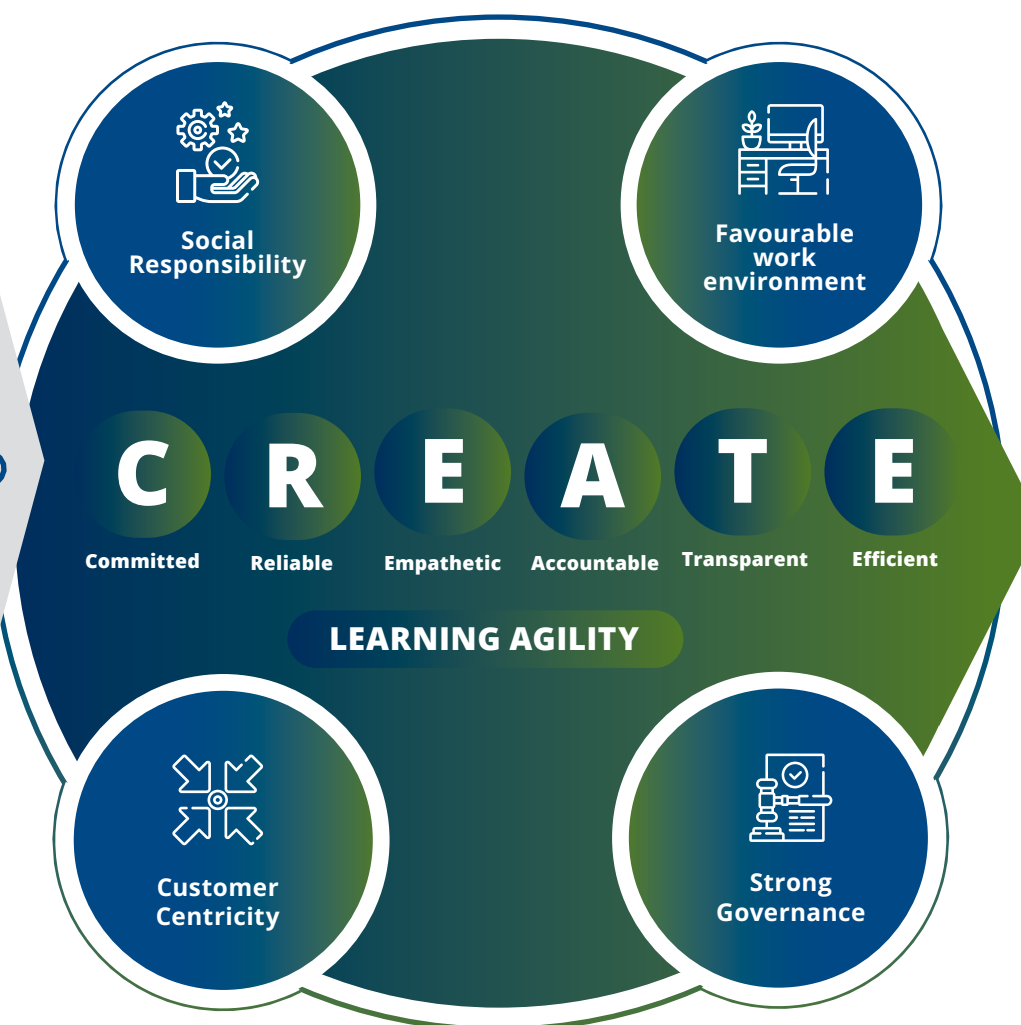 Social
Responsibility
Favourable
work
environment
C R E A T E
Committed Reliable Empathetic Accountable Transparent Efficient
LEARNING AGILITY
Customer
Centricity
Strong
Governance